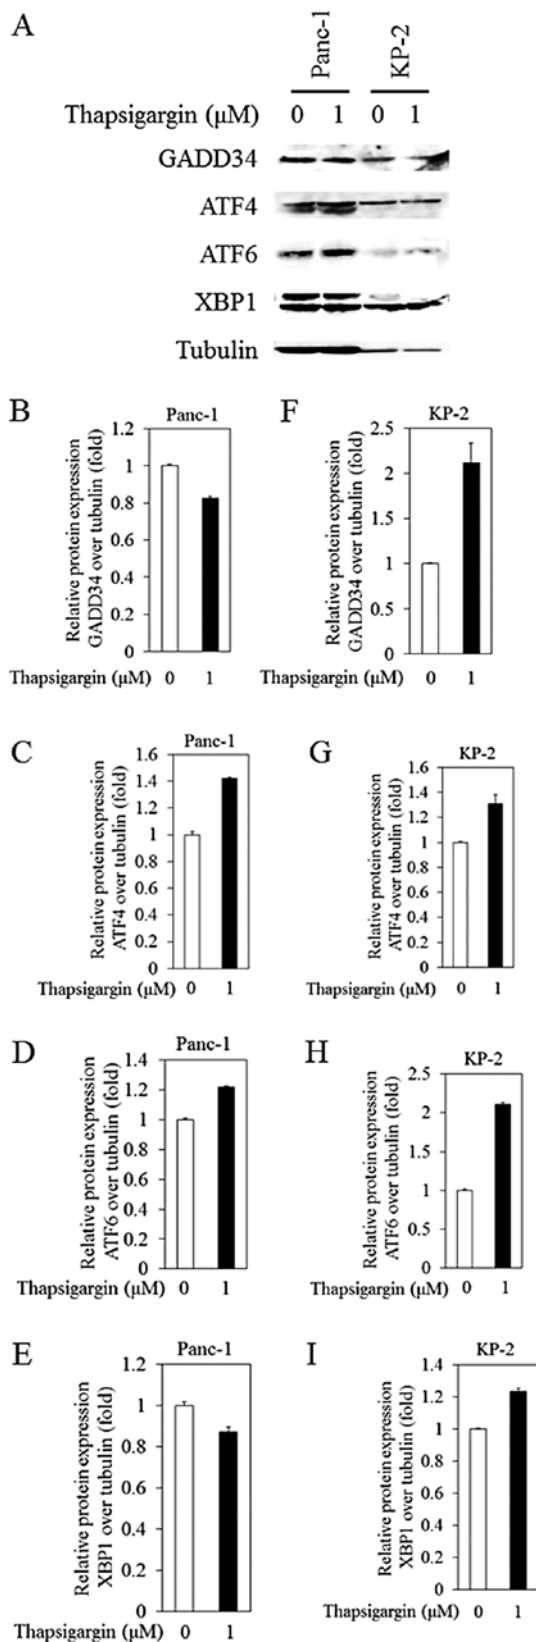 A
Panc-1
KP-2
Thapsigargin (μM) 0 1 0 1
GADD34
ATF4
ATF6
XBP1
Tubulin
B
Panc-1
Relative protein expression
GADD34 over tubulin (fold)
1.2
1
0.8
0.6
0.4
0.2
0
Thapsigargin (μM) 0 1
F
KP-2
Relative protein expression
GADD34 over tubulin (fold)
2.5
2
1.5
1
0.5
0
Thapsigargin (μM) 0 1
C
Panc-1
Relative protein expression
ATF4 over tubulin (fold)
1.6
1.4
1.2
1
0.8
0.6
0.4
0.2
0
Thapsigargin (μM) 0 1
G
KP-2
Relative protein expression
ATF4 over tubulin (fold)
1.6
1.4
1.2
1
0.8
0.6
0.4
0.2
0
Thapsigargin (μM) 0 1
D
Panc-1
Relative protein expression
ATF6 over tubulin (fold)
1.4
1.2
1
0.8
0.6
0.4
0.2
0
Thapsigargin (μM) 0 1
H
KP-2
Relative protein expression
ATF6 over tubulin (fold)
2.5
2
1.5
1
0.5
0
Thapsigargin (μM) 0 1
E
Panc-1
Relative protein expression
XBP1 over tubulin (fold)
1.2
1
0.8
0.6
0.4
0.2
0
Thapsigargin (μM) 0 1
I
KP-2
Relative protein expression
XBP1 over tubulin (fold)
1.4
1.2
1
0.8
0.6
0.4
0.2
0
Thapsigargin (μM) 0 1